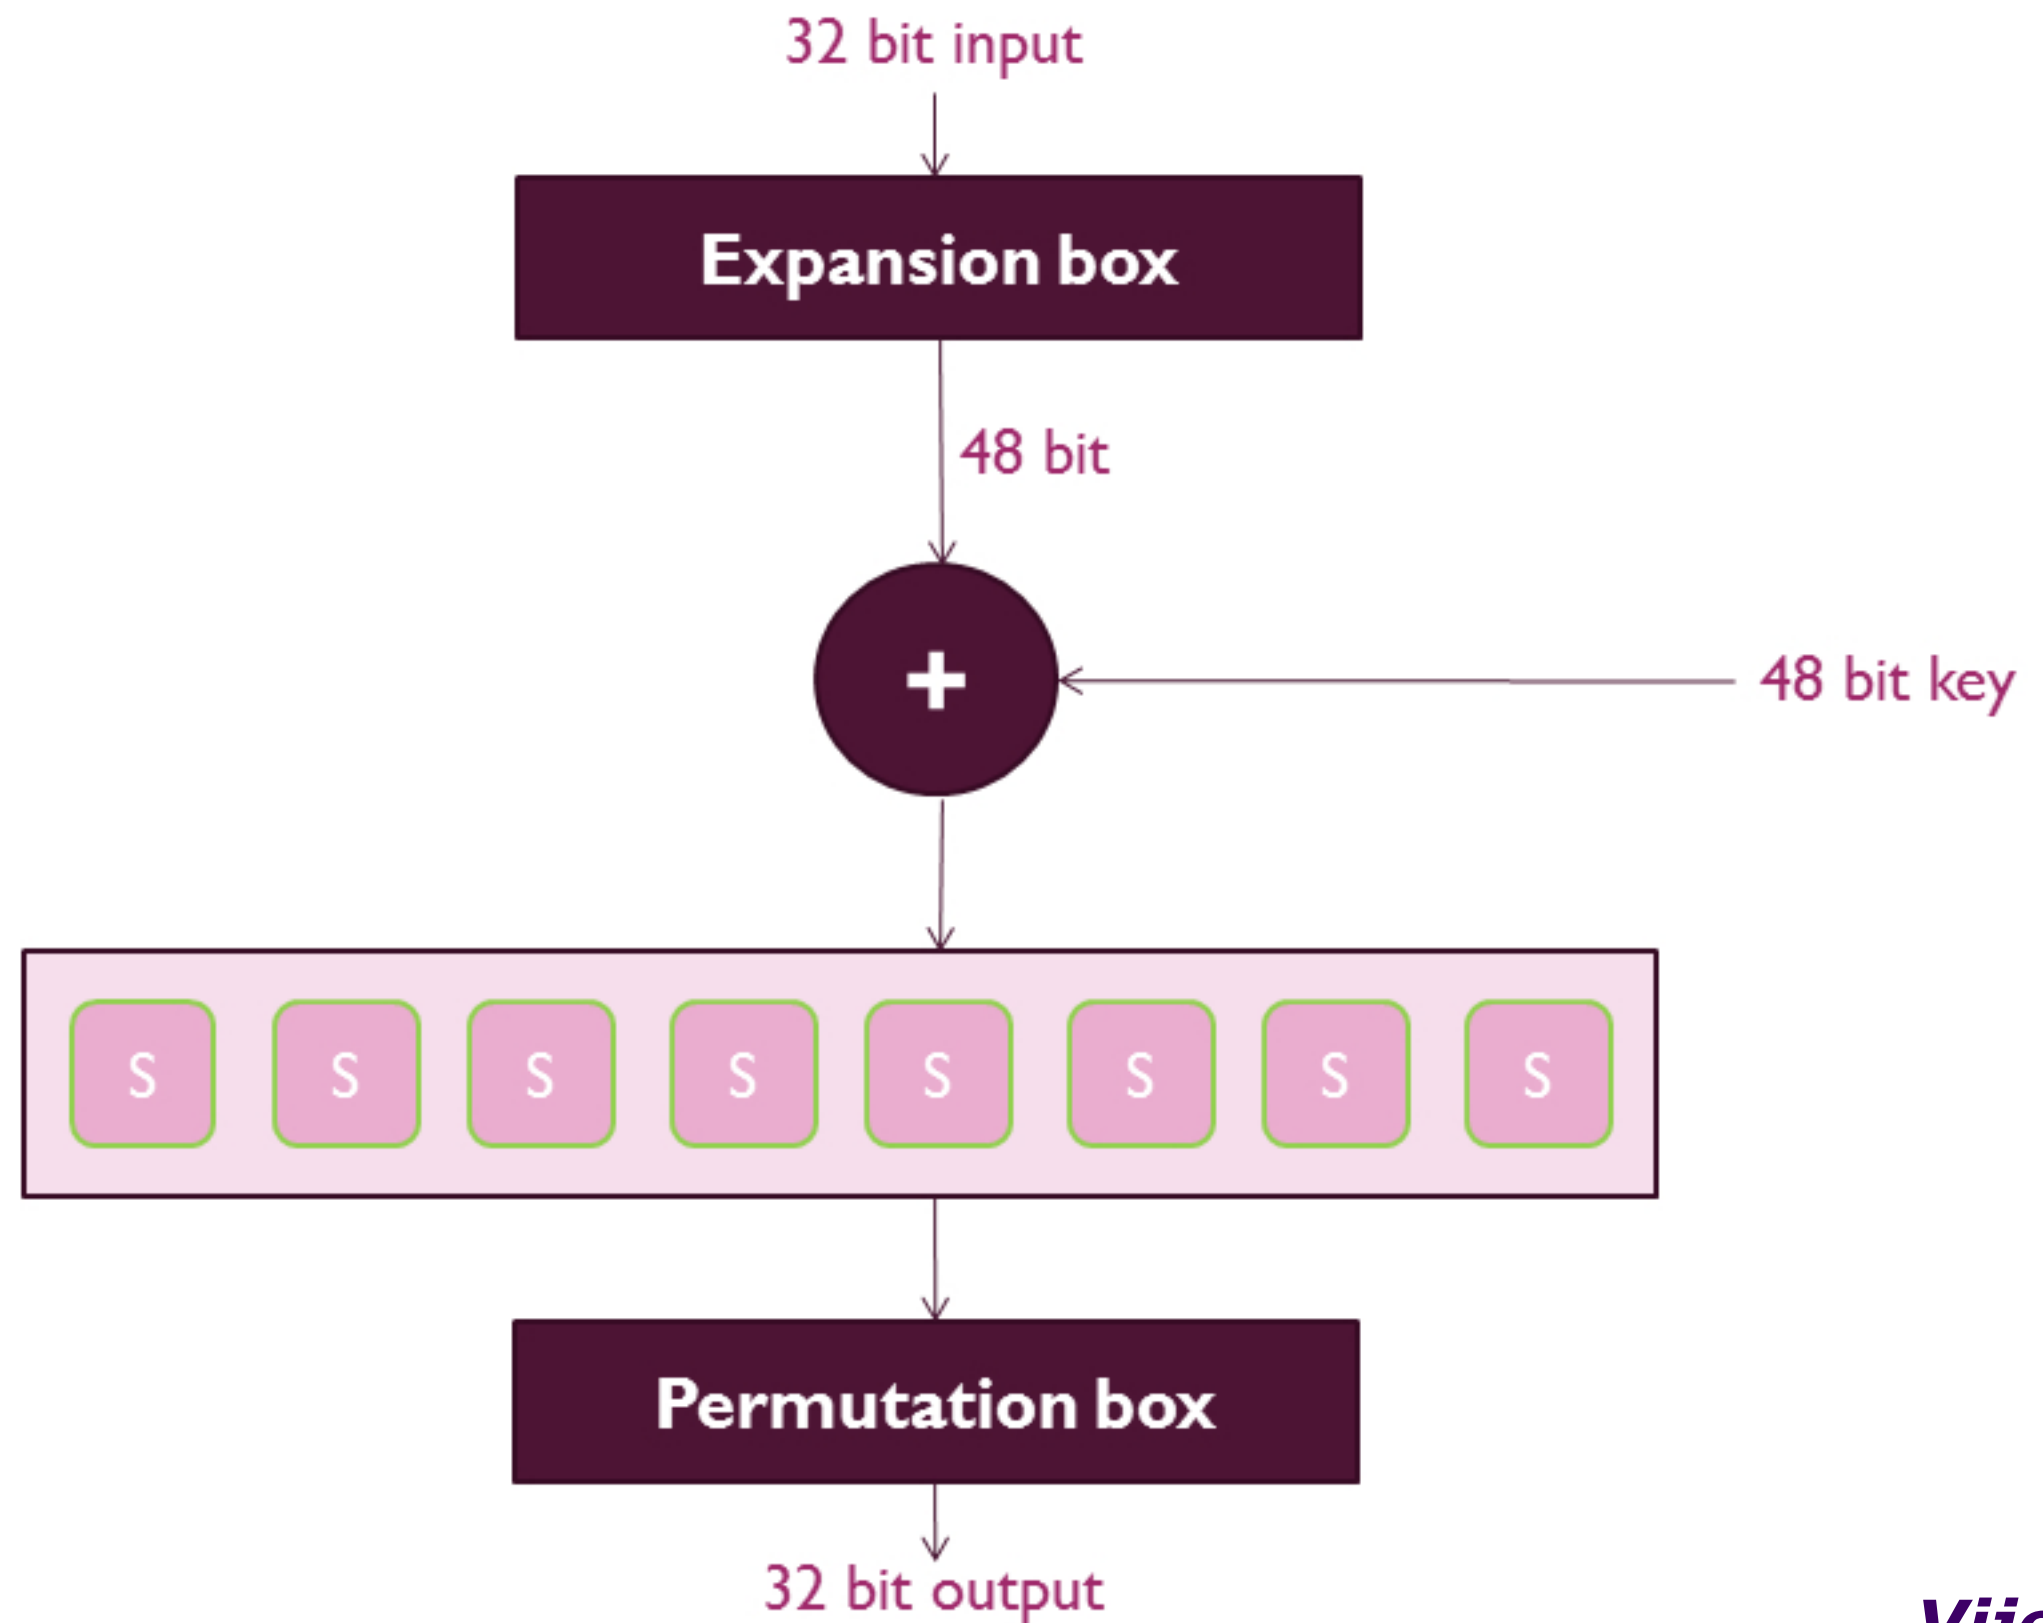 32 bit input
Expansion box
48 bit
+
48 bit key
S S S S S S S S
Permutation box
32 bit output